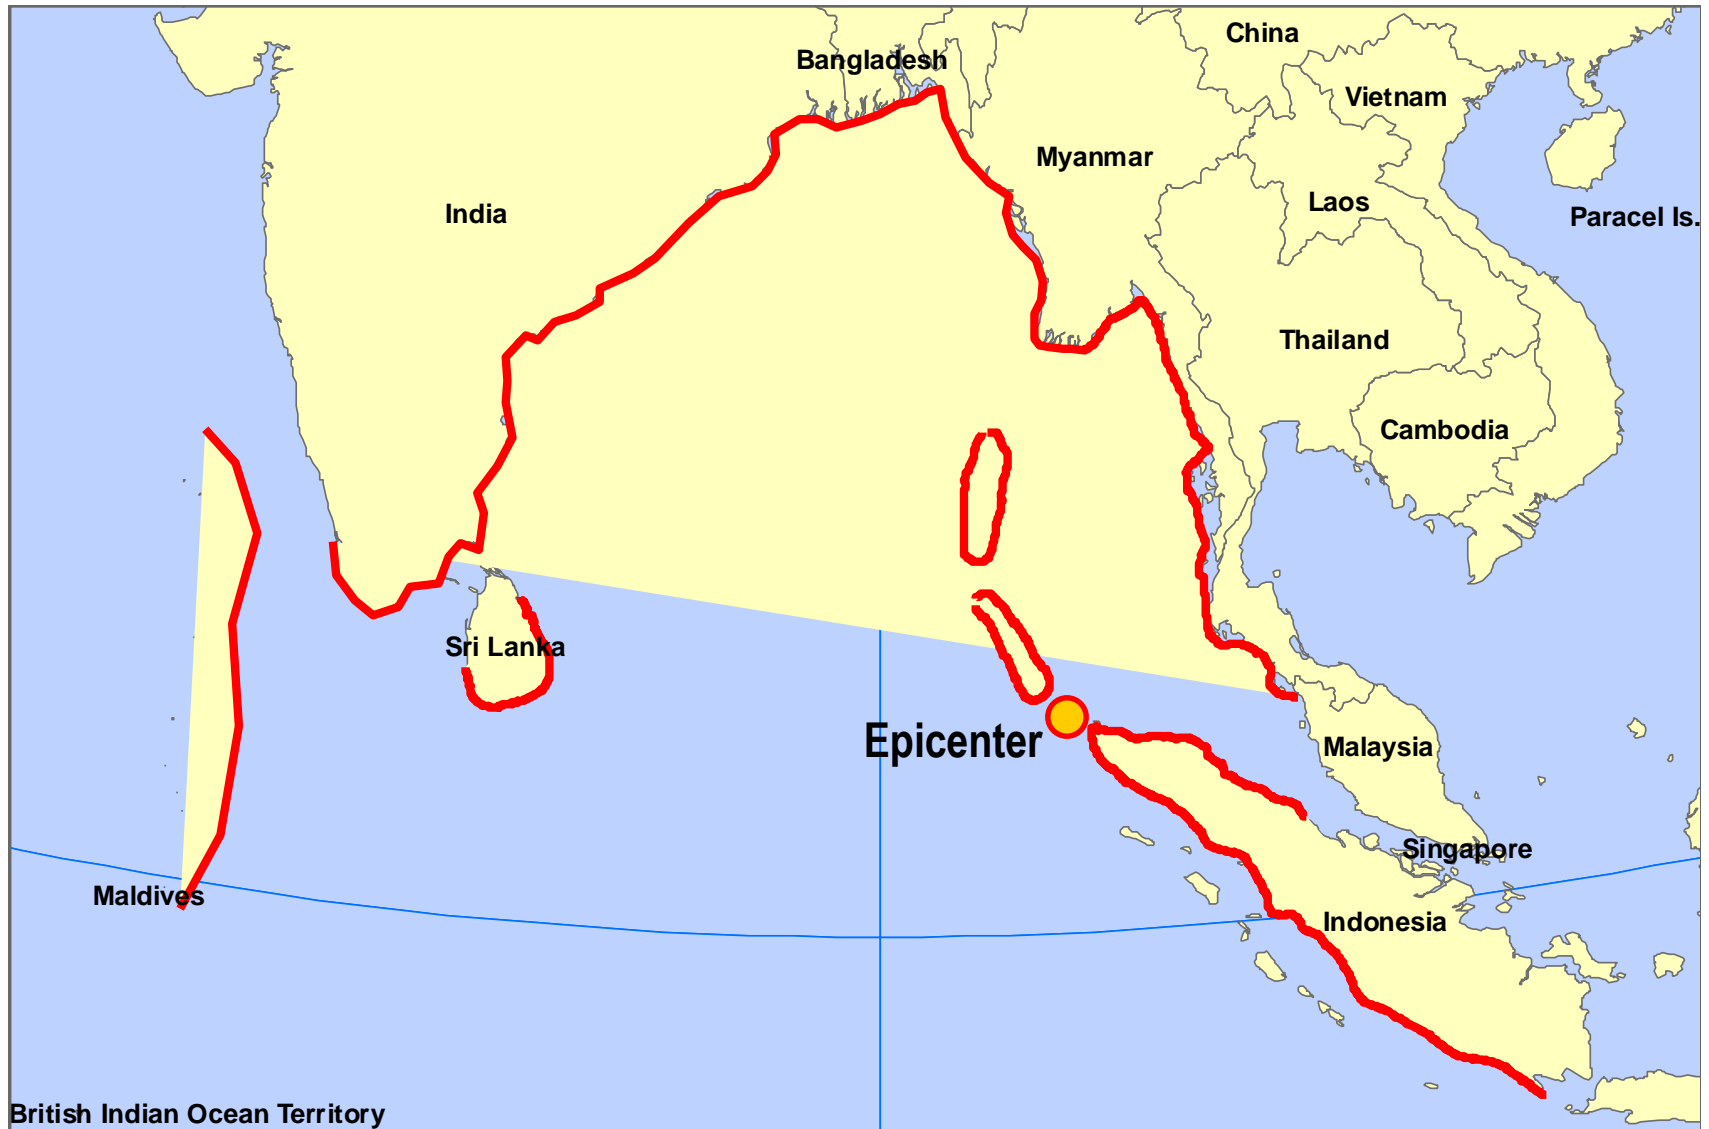 China
Bangladesh
Vietnam
Myanmar
Laos
India
Paracel Is.
Thailand
Cambodia
Sri Lanka
Epicenter
Malaysia
Singapore
Maldives
Indonesia
British Indian Ocean Territory